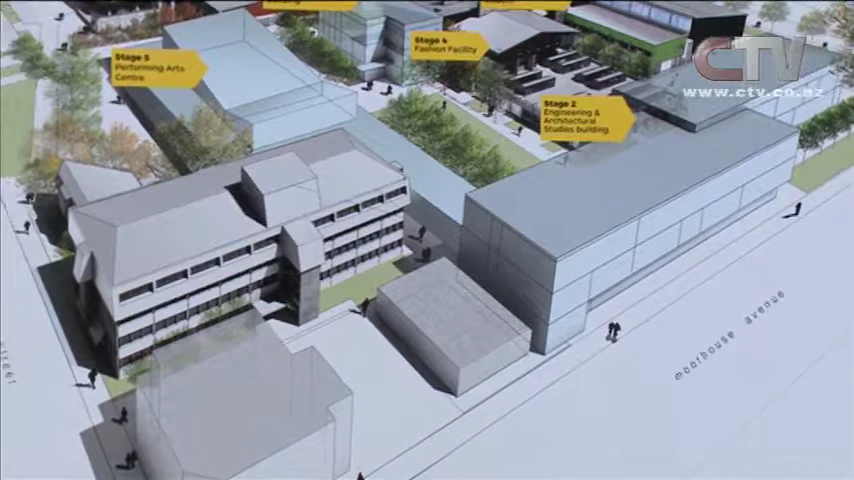 CTV
www.ctv.co.nz
Stage 4
Fashion Facility
Stage 5
Performing Arts
Centre
Stage 2
Engineering &
Architectural
Studies building
moorhouse avenue